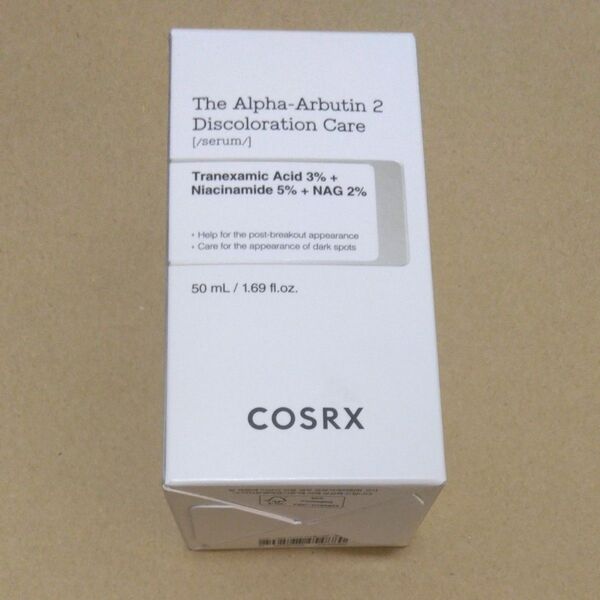 The Alpha-Arbutin 2
Discoloration Care
[/serum/]
Tranexamic Acid 3% +
Niacinamide 5% + NAG 2%
• Help for the post-breakout appearance
• Care for the appearance of dark spots
50 mL / 1.69 fl.oz.
COSRX